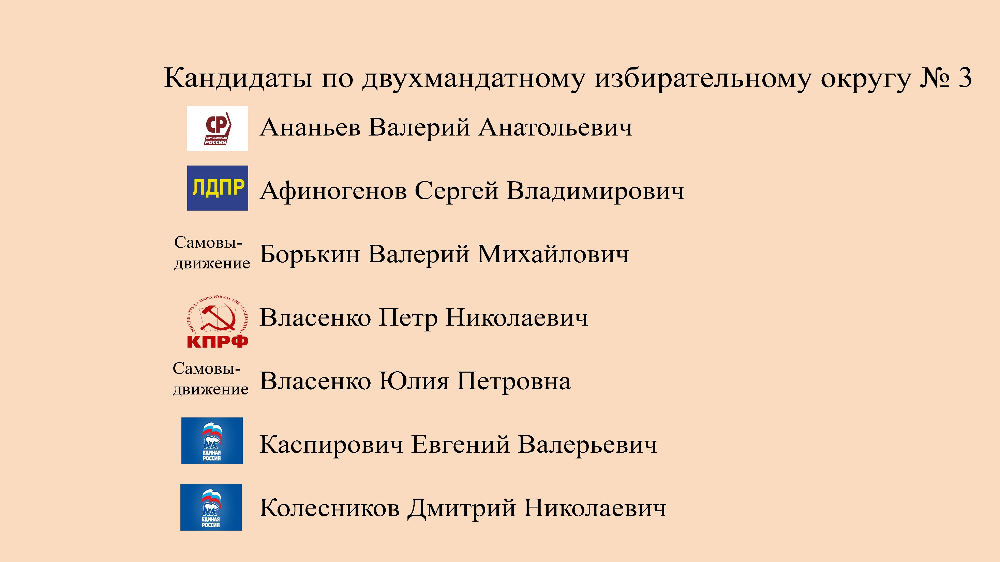 Кандидаты по двухмандатному избирательному округу № 3
СР
СПРАВЕДЛИВАЯ
РОССИЯ
Ананьев Валерий Анатольевич
ЛДПР
Афиногенов Сергей Владимирович
Самовы-
движение
Борькин Валерий Михайлович
• РОССИЯ • ТРУД • НАРОДОВЛАСТИЕ • СОЦИАЛИЗМ •
КПРФ
Власенко Петр Николаевич
Самовы-
движение
Власенко Юлия Петровна
ЕДИНАЯ
РОССИЯ
Каспирович Евгений Валерьевич
ЕДИНАЯ
РОССИЯ
Колесников Дмитрий Николаевич